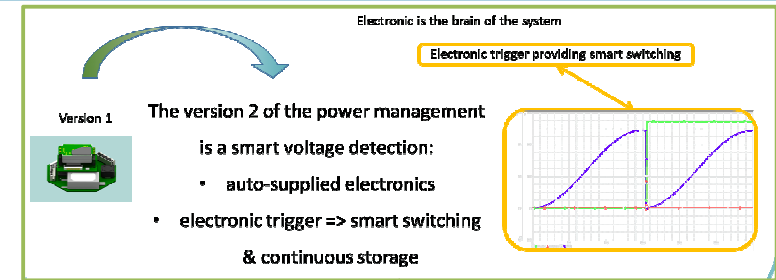 Electronic is the brain of the system
Electronic trigger providing smart switching
Version 1
The version 2 of the power management
is a smart voltage detection:
• auto-supplied electronics
• electronic trigger => smart switching
& continuous storage